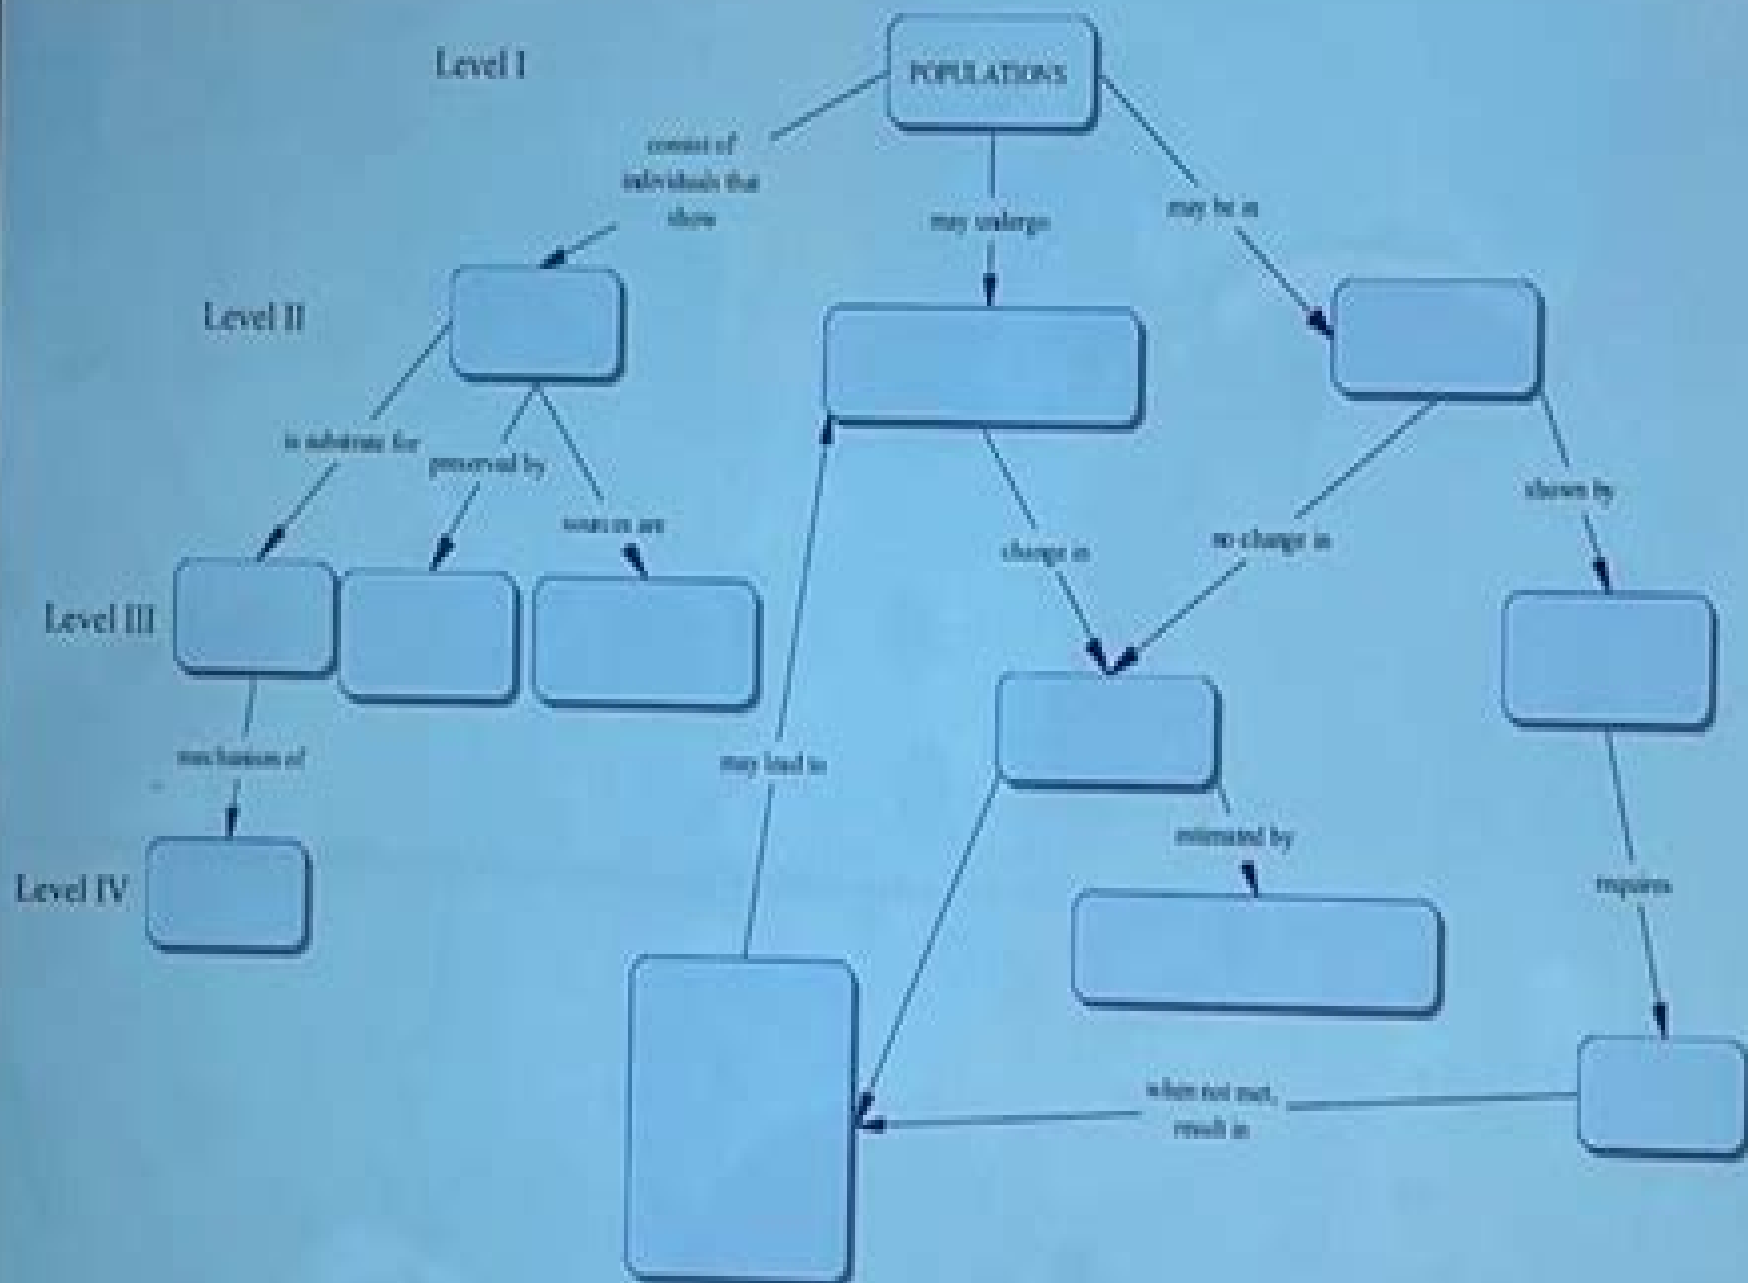 Level I
POPULATIONS
consist of
individuals that
show
may undergo
may be in
Level II
is substrate for
preserved by
sources are
change in
no change in
shown by
Level III
mechanism of
may lead to
estimated by
Level IV
requires
when not met,
result in